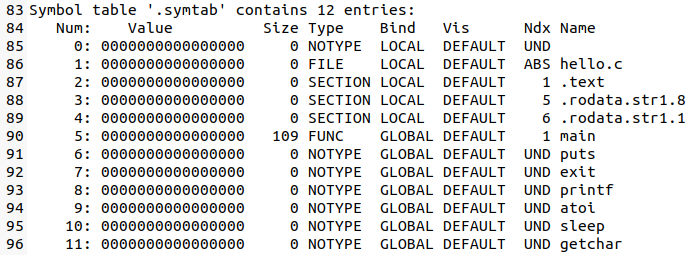 83 Symbol table '.symtab' contains 12 entries:
84    Num:    Value          Size Type    Bind   Vis      Ndx Name
85      0: 0000000000000000     0 NOTYPE  LOCAL  DEFAULT  UND
86      1: 0000000000000000     0 FILE    LOCAL  DEFAULT  ABS hello.c
87      2: 0000000000000000     0 SECTION LOCAL  DEFAULT    1 .text
88      3: 0000000000000000     0 SECTION LOCAL  DEFAULT    5 .rodata.str1.8
89      4: 0000000000000000     0 SECTION LOCAL  DEFAULT    6 .rodata.str1.1
90      5: 0000000000000000   109 FUNC    GLOBAL DEFAULT    1 main
91      6: 0000000000000000     0 NOTYPE  GLOBAL DEFAULT  UND puts
92      7: 0000000000000000     0 NOTYPE  GLOBAL DEFAULT  UND exit
93      8: 0000000000000000     0 NOTYPE  GLOBAL DEFAULT  UND printf
94      9: 0000000000000000     0 NOTYPE  GLOBAL DEFAULT  UND atoi
95     10: 0000000000000000     0 NOTYPE  GLOBAL DEFAULT  UND sleep
96     11: 0000000000000000     0 NOTYPE  GLOBAL DEFAULT  UND getchar